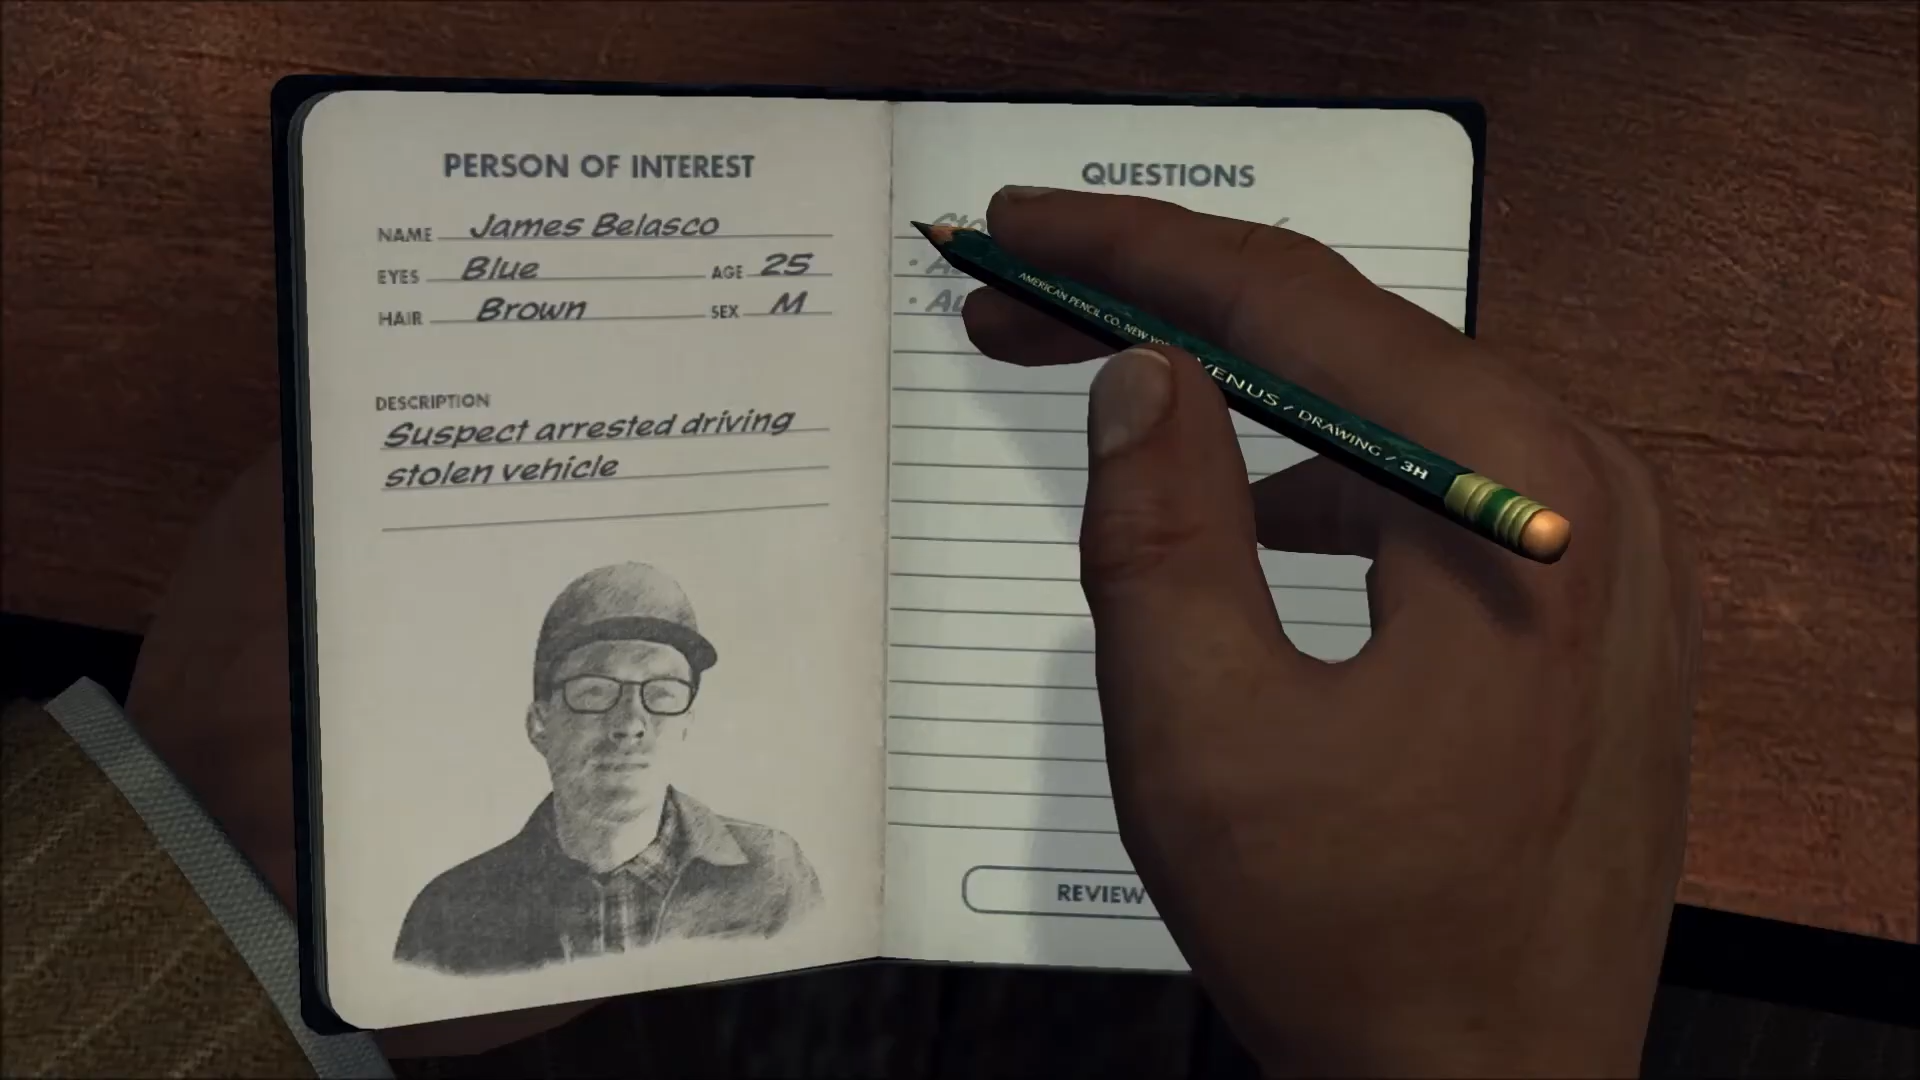 PERSON OF INTEREST
NAME James Belasco
EYES Blue AGE 25
HAIR Brown SEX M
DESCRIPTION
Suspect arrested driving
stolen vehicle
QUESTIONS
AMERICAN PENCIL CO. NEW VENUS / DRAWING / 3H
REVIEW